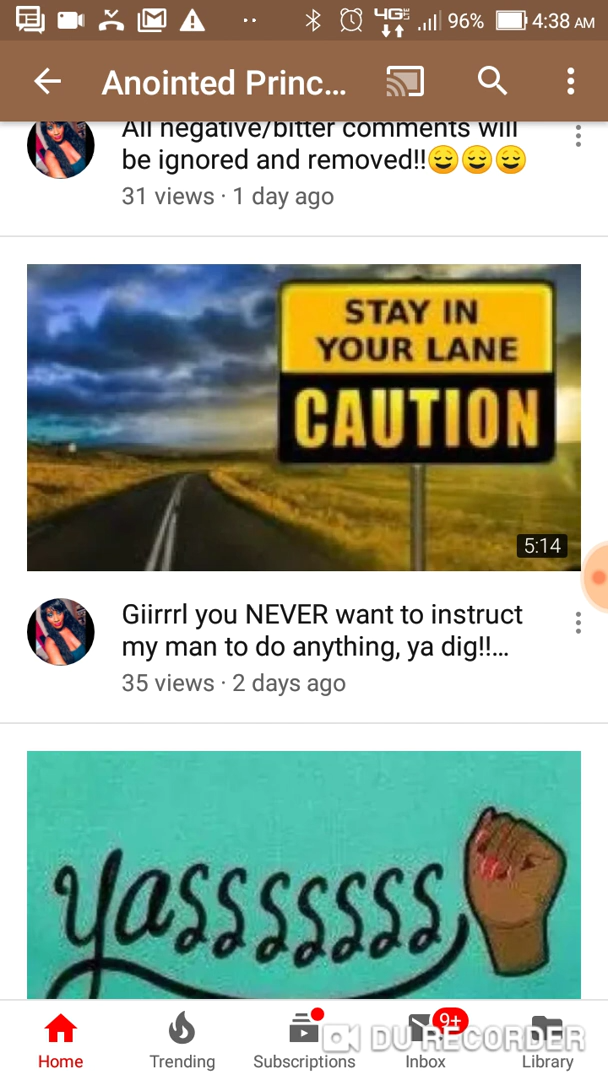 4G LTE 96% 4:38 AM
Anointed Princ...
All negative/bitter comments will
be ignored and removed!!😌😌😌
31 views · 1 day ago
STAY IN
YOUR LANE
CAUTION
5:14
Giirrrl you NEVER want to instruct
my man to do anything, ya dig!!...
35 views · 2 days ago
yasssssss
Home Trending Subscriptions Inbox 9+ Library
DU RECORDER